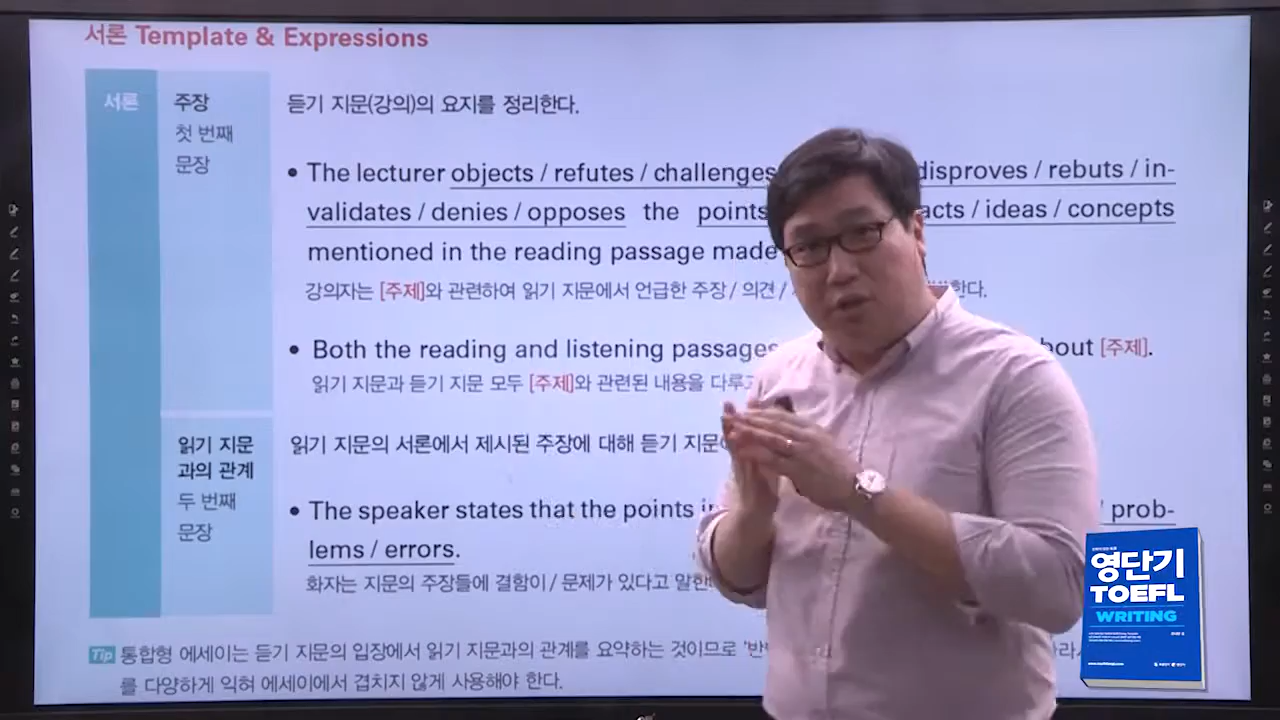 서론 Template & Expressions
서론
주장
첫 번째
문장
듣기 지문(강의)의 요지를 정리한다.
• The lecturer objects / refutes / challenges disproves / rebuts / in-
validates / denies / opposes the points acts / ideas / concepts
mentioned in the reading passage made
강의자는 [주제]와 관련하여 읽기 지문에서 언급한 주장 / 의견 / 한다.
• Both the reading and listening passages bout [주제].
읽기 지문과 듣기 지문 모두 [주제]와 관련된 내용을 다루고
읽기 지문
과의 관계
두 번째
문장
읽기 지문의 서론에서 제시된 주장에 대해 듣기 지문
• The speaker states that the points in / prob-
lems / errors.
화자는 지문의 주장들에 결함이 / 문제가 있다고 말한
Tip 통합형 에세이는 듣기 지문의 입장에서 읽기 지문과의 관계를 요약하는 것이므로 '반
를 다양하게 익혀 에세이에서 겹치지 않게 사용해야 한다.
영단기
TOEFL
WRITING